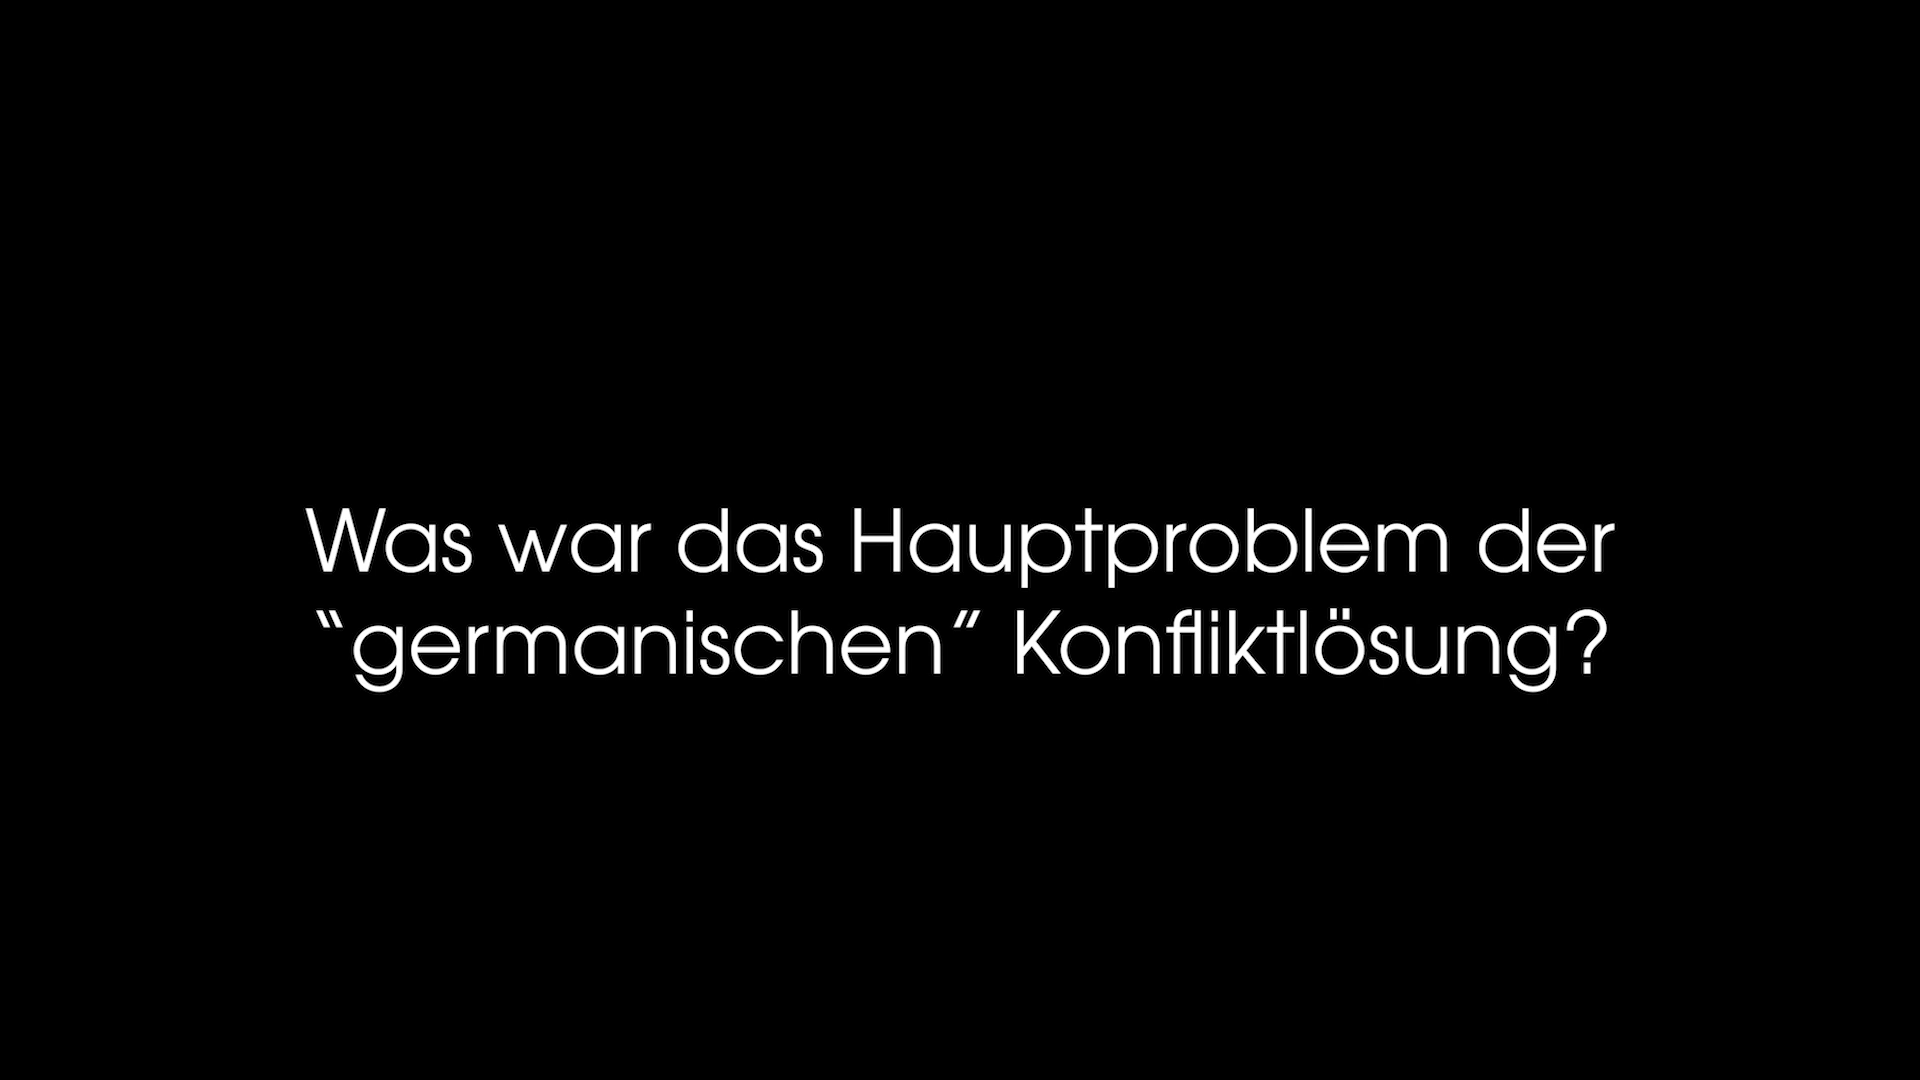 Was war das Hauptproblem der
“germanischen” Konfliktlösung?